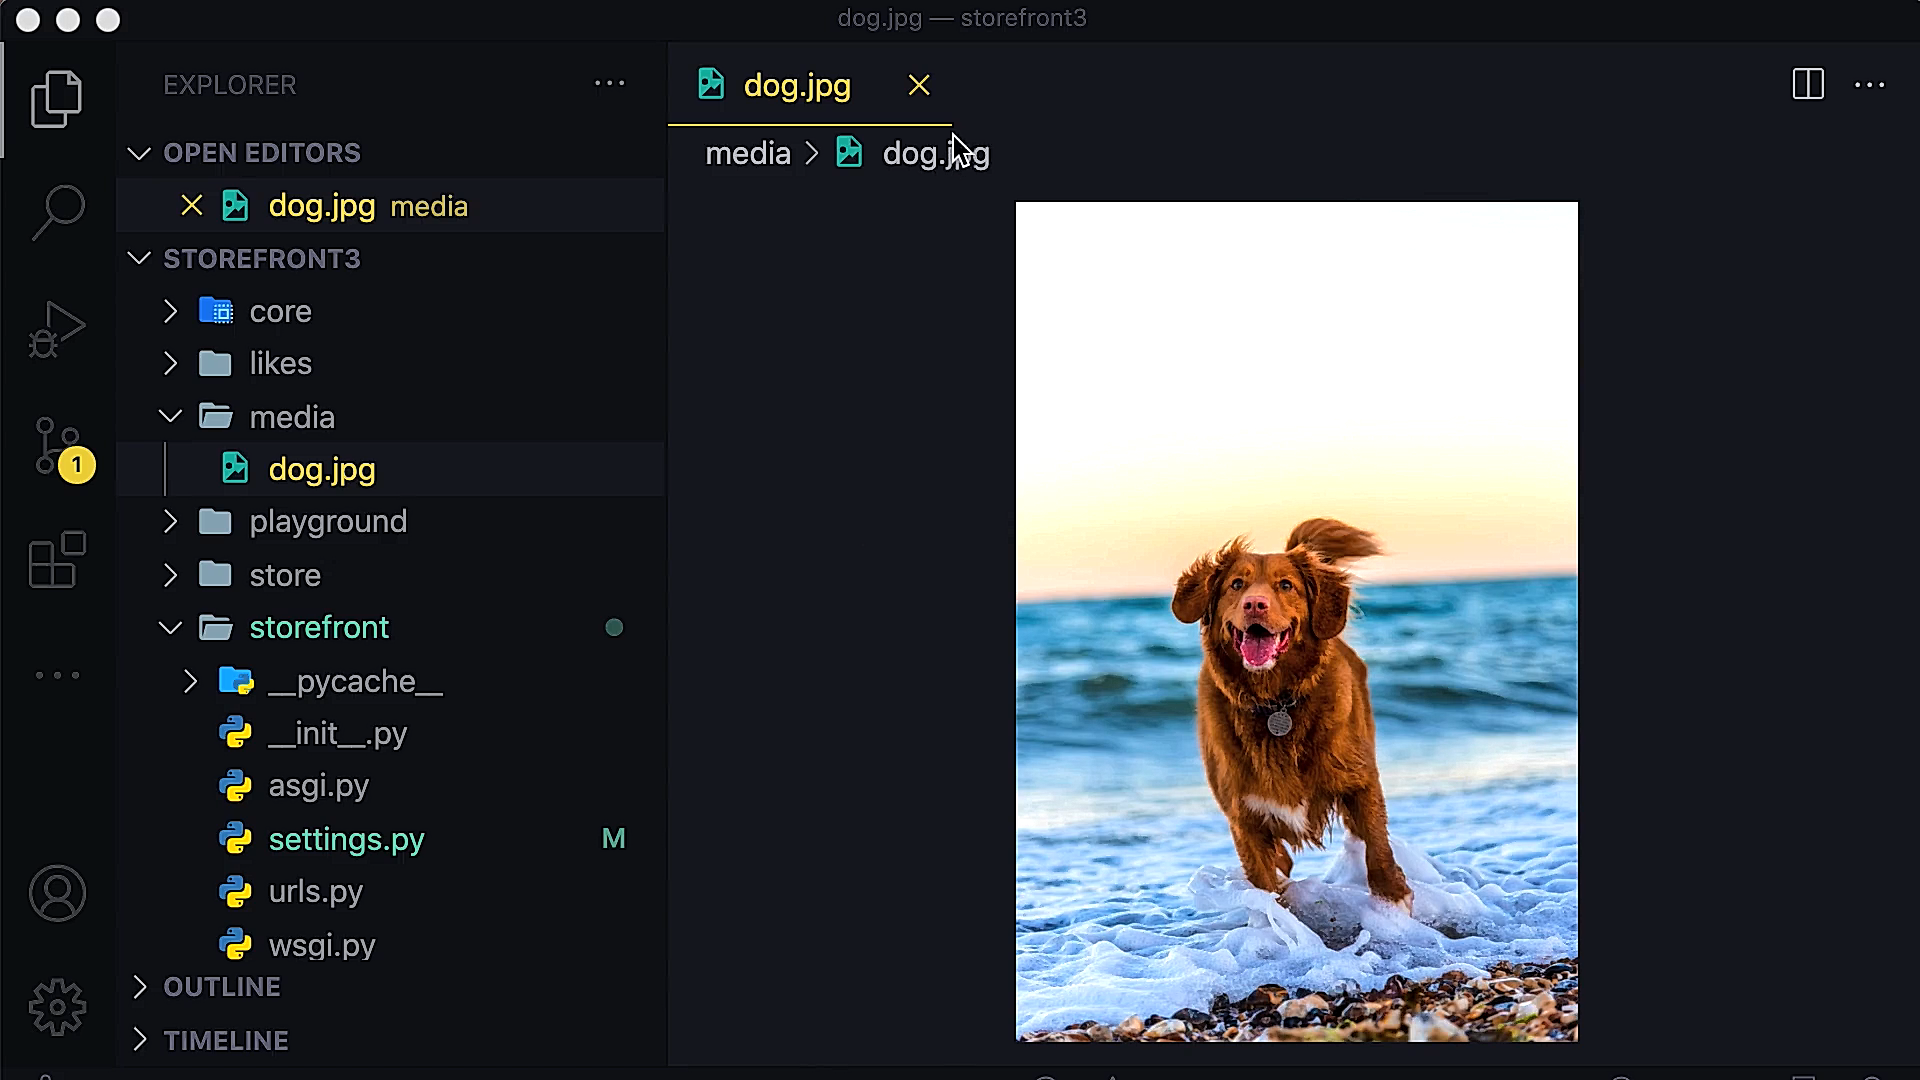 dog.jpg — storefront3
EXPLORER
OPEN EDITORS
dog.jpg media
STOREFRONT3
core
likes
media
dog.jpg
playground
store
storefront
__pycache__
__init__.py
asgi.py
settings.py M
urls.py
wsgi.py
OUTLINE
TIMELINE
1
dog.jpg
media > dog.jpg